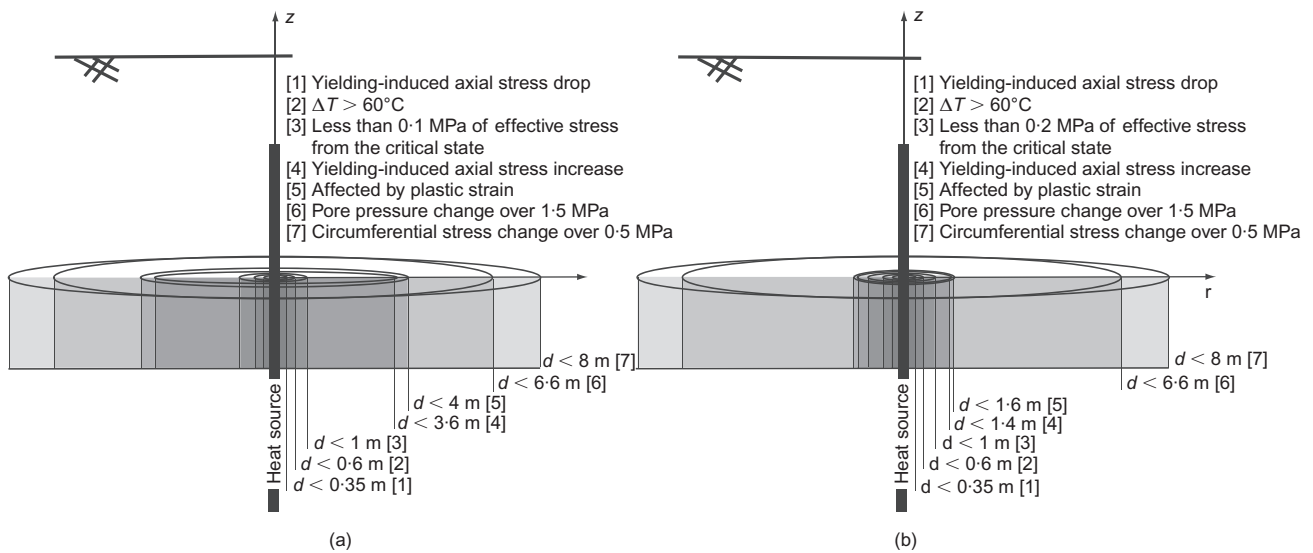 z
[1] Yielding-induced axial stress drop
[2] ΔT > 60°C
[3] Less than 0·1 MPa of effective stress
from the critical state
[4] Yielding-induced axial stress increase
[5] Affected by plastic strain
[6] Pore pressure change over 1·5 MPa
[7] Circumferential stress change over 0·5 MPa
d < 8 m [7]
d < 6·6 m [6]
d < 4 m [5]
d < 3·6 m [4]
d < 1 m [3]
d < 0·6 m [2]
d < 0·35 m [1]
Heat source
(a)
z
[1] Yielding-induced axial stress drop
[2] ΔT > 60°C
[3] Less than 0·2 MPa of effective stress
from the critical state
[4] Yielding-induced axial stress increase
[5] Affected by plastic strain
[6] Pore pressure change over 1·5 MPa
[7] Circumferential stress change over 0·5 MPa
r
d < 8 m [7]
d < 6·6 m [6]
d < 1·6 m [5]
d < 1·4 m [4]
d < 1 m [3]
d < 0·6 m [2]
d < 0·35 m [1]
Heat source
(b)